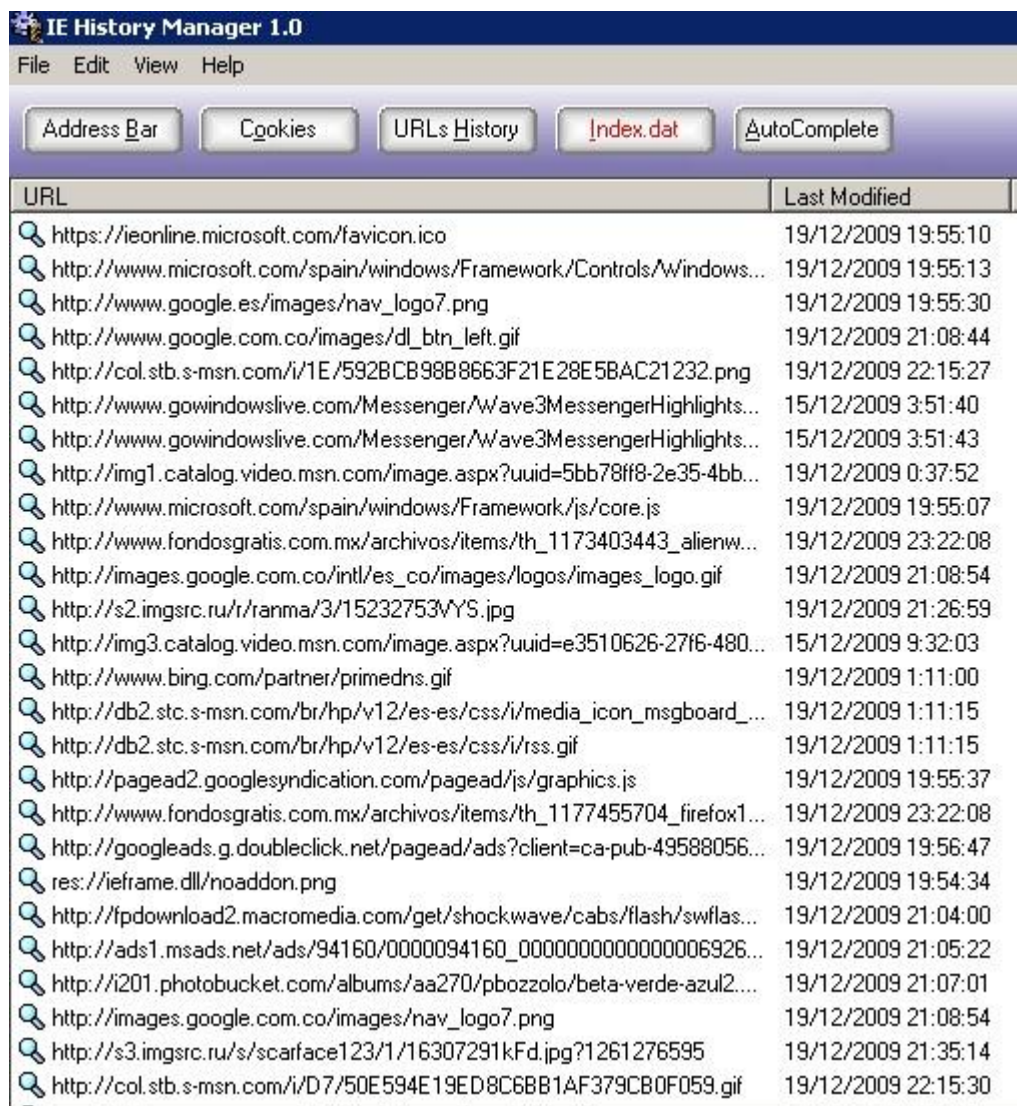 IE History Manager 1.0
File Edit View Help
Address Bar Cookies URLs History Index.dat AutoComplete
URL Last Modified
https://ieonline.microsoft.com/favicon.ico 19/12/2009 19:55:10
http://www.microsoft.com/spain/windows/Framework/Controls/Windows... 19/12/2009 19:55:13
http://www.google.es/images/nav_logo7.png 19/12/2009 19:55:30
http://www.google.com.co/images/dl_btn_left.gif 19/12/2009 21:08:44
http://col.stb.s-msn.com/i/1E/592BCB98B8663F21E28E5BAC21232.png 19/12/2009 22:15:27
http://www.gowindowslive.com/Messenger/Wave3MessengerHighlights... 15/12/2009 3:51:40
http://www.gowindowslive.com/Messenger/Wave3MessengerHighlights... 15/12/2009 3:51:43
http://img1.catalog.video.msn.com/image.aspx?uuid=5bb78ff8-2e35-4bb... 19/12/2009 0:37:52
http://www.microsoft.com/spain/windows/Framework/js/core.js 19/12/2009 19:55:07
http://www.fondosgratis.com.mx/archivos/items/th_1173403443_alienw... 19/12/2009 23:22:08
http://images.google.com.co/intl/es_co/images/logos/images_logo.gif 19/12/2009 21:08:54
http://s2.imgsrc.ru/r/ranma/3/15232753VYS.jpg 19/12/2009 21:26:59
http://img3.catalog.video.msn.com/image.aspx?uuid=e3510626-27f6-480... 15/12/2009 9:32:03
http://www.bing.com/partner/primedns.gif 19/12/2009 1:11:00
http://db2.stc.s-msn.com/br/hp/v12/es-es/css/i/media_icon_msgboard_... 19/12/2009 1:11:15
http://db2.stc.s-msn.com/br/hp/v12/es-es/css/i/rss.gif 19/12/2009 1:11:15
http://pagead2.googlesyndication.com/pagead/js/graphics.js 19/12/2009 19:55:37
http://www.fondosgratis.com.mx/archivos/items/th_1177455704_firefox1... 19/12/2009 23:22:08
http://googleads.g.doubleclick.net/pagead/ads?client=ca-pub-49588056... 19/12/2009 19:56:47
res://ieframe.dll/noaddon.png 19/12/2009 19:54:34
http://fpdownload2.macromedia.com/get/shockwave/cabs/flash/swflas... 19/12/2009 21:04:00
http://ads1.msads.net/ads/94160/0000094160_0000000000000006926... 19/12/2009 21:05:22
http://i201.photobucket.com/albums/aa270/pbozzolo/beta-verde-azul2.... 19/12/2009 21:07:01
http://images.google.com.co/images/nav_logo7.png 19/12/2009 21:08:54
http://s3.imgsrc.ru/s/scarface123/1/16307291kFd.jpg?1261276595 19/12/2009 21:35:14
http://col.stb.s-msn.com/i/D7/50E594E19ED8C6BB1AF379CB0F059.gif 19/12/2009 22:15:30